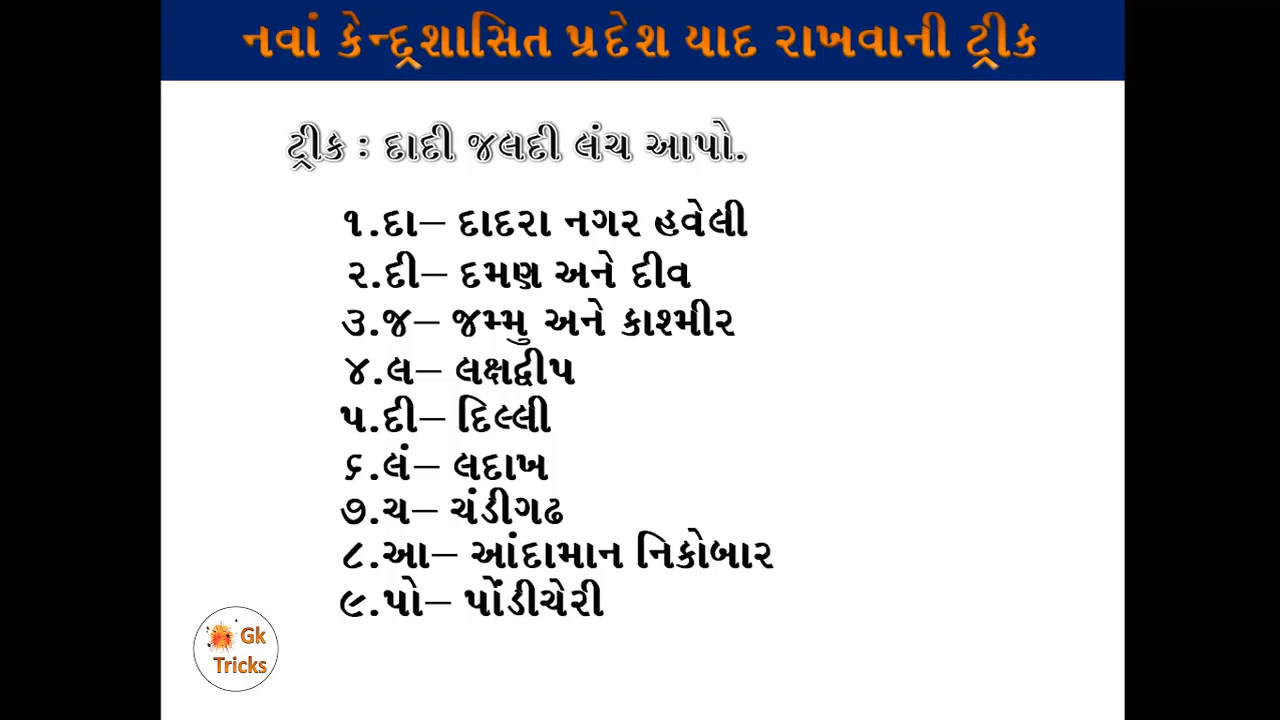 નવાં કેન્દ્રશાસિત પ્રદેશ યાદ રાખવાની ટ્રીક
ટ્રીક : દાદી જલદી લંચ આપો.
૧.દા– દાદરા નગર હવેલી
૨.દી– દમણ અને દીવ
૩.જ– જમ્મુ અને કાશ્મીર
૪.લ– લક્ષદ્વીપ
૫.દી– દિલ્લી
૬.લં– લદાખ
૭.ચ– ચંડીગઢ
૮.આ– આંદામાન નિકોબાર
૯.પો– પોંડીચેરી
Gk
Tricks